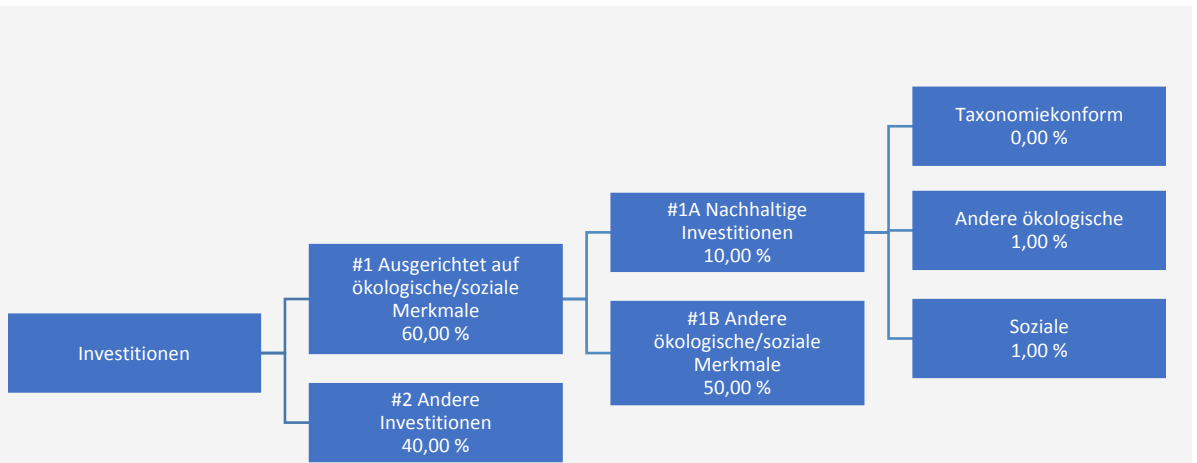 Investitionen
#1 Ausgerichtet auf
ökologische/soziale
Merkmale
60,00 %
#2 Andere
Investitionen
40,00 %
#1A Nachhaltige
Investitionen
10,00 %
#1B Andere
ökologische/soziale
Merkmale
50,00 %
Taxonomiekonform
0,00 %
Andere ökologische
1,00 %
Soziale
1,00 %